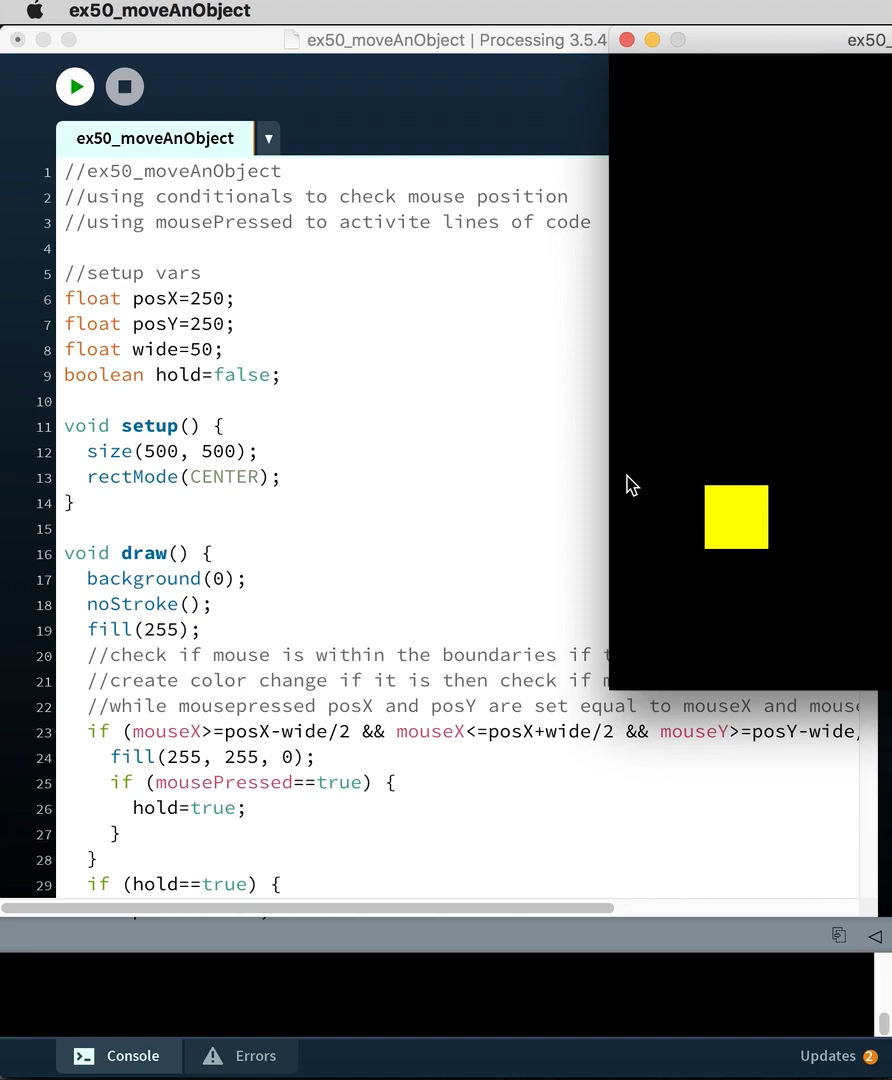 ex50_moveAnObject
ex50_moveAnObject | Processing 3.5.4
ex50_
ex50_moveAnObject
1 //ex50_moveAnObject
2 //using conditionals to check mouse position
3 //using mousePressed to activite lines of code
4
5 //setup vars
6 float posX=250;
7 float posY=250;
8 float wide=50;
9 boolean hold=false;
10
11 void setup() {
12 size(500, 500);
13 rectMode(CENTER);
14 }
15
16 void draw() {
17 background(0);
18 noStroke();
19 fill(255);
20 //check if mouse is within the boundaries if
21 //create color change if it is then check if
22 //while mousepressed posX and posY are set equal to mouseX and mouse
23 if (mouseX>=posX-wide/2 && mouseX<=posX+wide/2 && mouseY>=posY-wide/
24 fill(255, 255, 0);
25 if (mousePressed==true) {
26 hold=true;
27 }
28 }
29 if (hold==true) {
Console
Errors
Updates 2